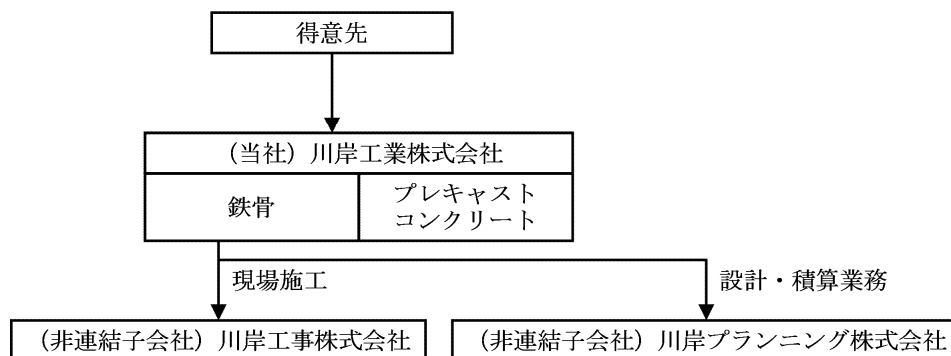 得意先
（当社）川岸工業株式会社
鉄骨
プレキャスト
コンクリート
現場施工
設計・積算業務
（非連結子会社）川岸工事株式会社
（非連結子会社）川岸プランニング株式会社